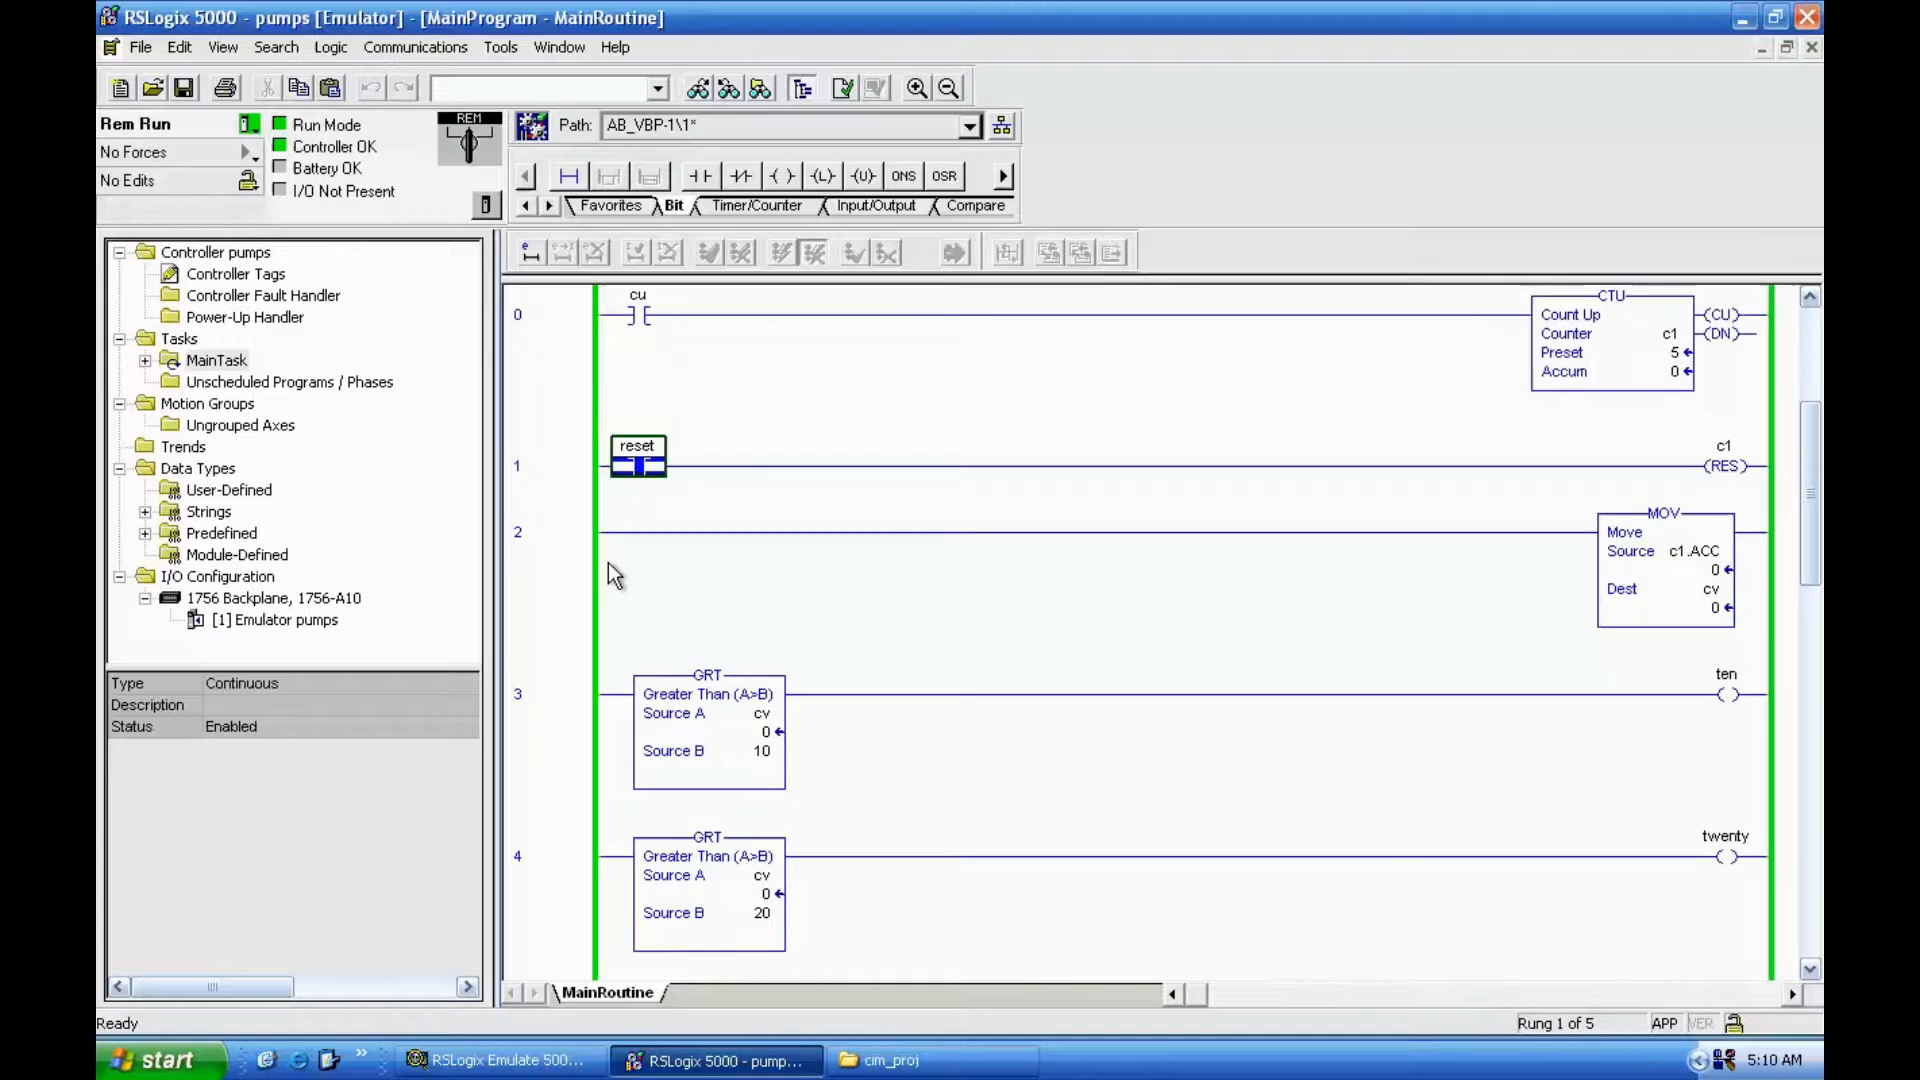 RSLogix 5000 - pumps [Emulator] - [MainProgram - MainRoutine]
File Edit View Search Logic Communications Tools Window Help
Rem Run
No Forces
No Edits
Run Mode
Controller OK
Battery OK
I/O Not Present
REM
Path: AB_VBP-1\1*
(L) (U) ONS OSR
Favorites Bit Timer/Counter Input/Output Compare
Controller pumps
Controller Tags
Controller Fault Handler
Power-Up Handler
Tasks
MainTask
Unscheduled Programs / Phases
Motion Groups
Ungrouped Axes
Trends
Data Types
User-Defined
Strings
Predefined
Module-Defined
I/O Configuration
1756 Backplane, 1756-A10
[1] Emulator pumps
Type Continuous
Description
Status Enabled
0
cu
CTU
Count Up
Counter c1
Preset 5
Accum 0
(CU)
(DN)
1
reset
c1
(RES)
2
MOV
Move
Source c1.ACC
0
Dest cv
0
3
GRT
Greater Than (A>B)
Source A cv
0
Source B 10
ten
4
GRT
Greater Than (A>B)
Source A cv
0
Source B 20
twenty
MainRoutine
Ready
Rung 1 of 5 APP VER
start
RSLogix Emulate 500...
RSLogix 5000 - pump...
cim_proj
5:10 AM